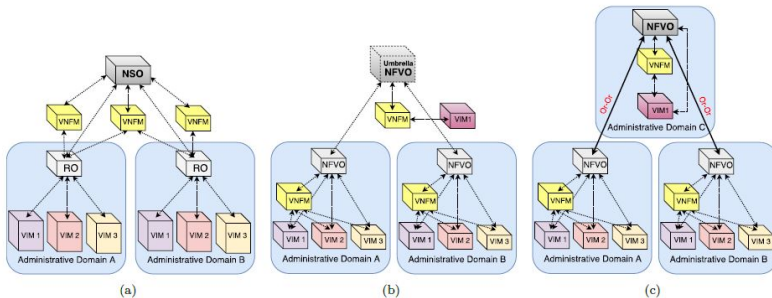 NSO
VNFM
VNFM
VNFM
RO
RO
VIM 1
VIM 2
VIM 3
VIM 1
VIM 2
VIM 3
Administrative Domain A
Administrative Domain B
(a)
Umbrella
NFVO
VNFM
VIM1
NFVO
NFVO
VNFM
VNFM
VIM 1
VIM 2
VIM 3
VIM 1
VIM 2
VIM 3
Administrative Domain A
Administrative Domain B
(b)
NFVO
VNFM
VIM1
Administrative Domain C
Or-Or
Or-Or
NFVO
NFVO
VNFM
VNFM
VIM 1
VIM 2
VIM 3
VIM 1
VIM 2
VIM 3
Administrative Domain A
Administrative Domain B
(c)